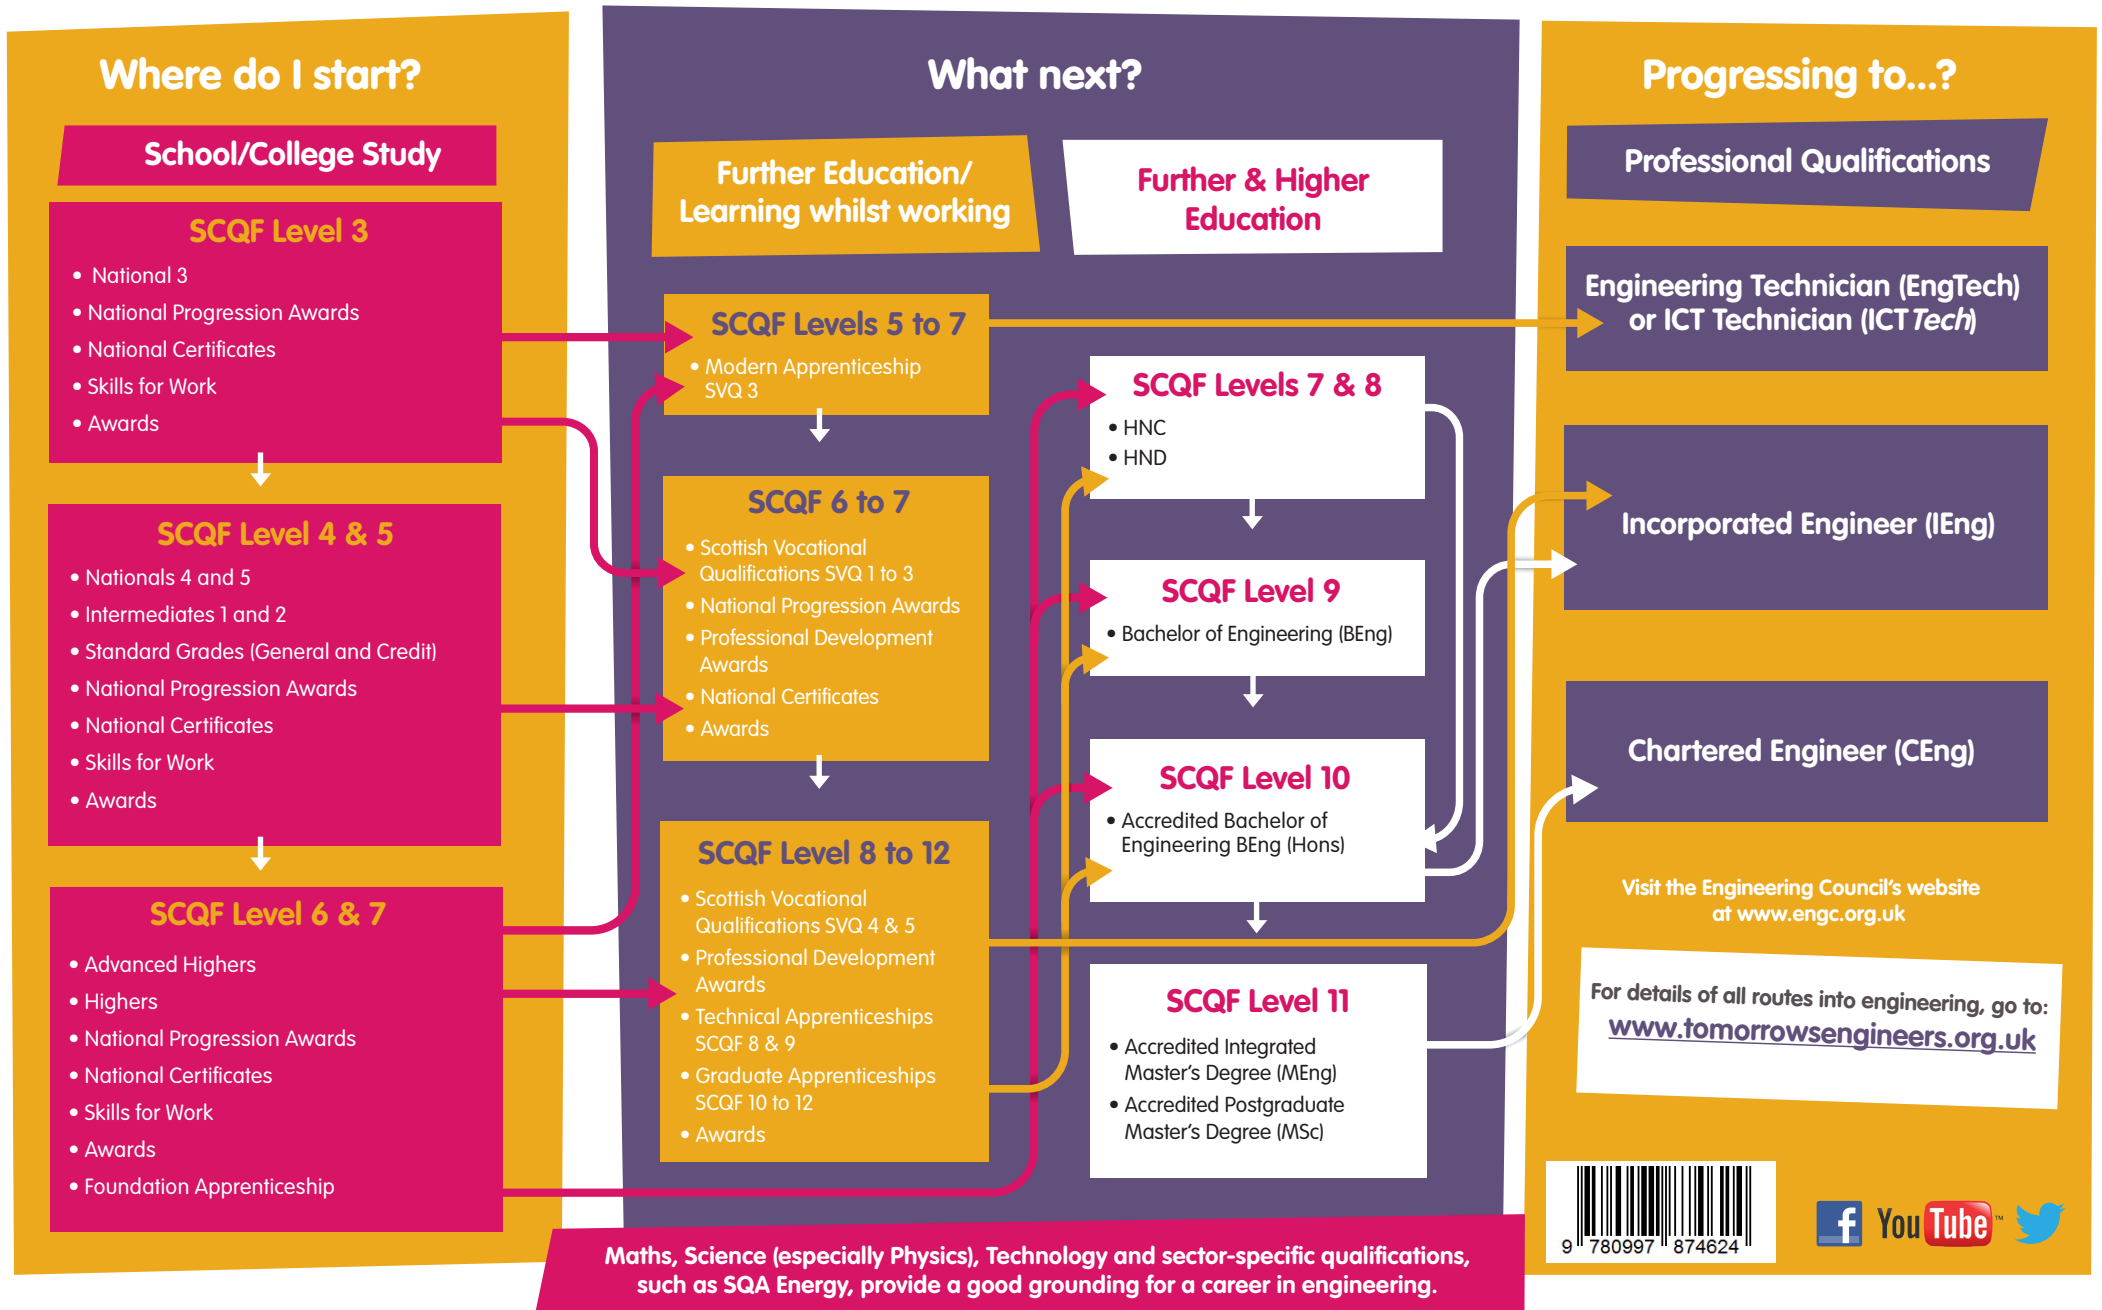 Where do I start?
School/College Study
SCQF Level 3
• National 3
• National Progression Awards
• National Certificates
• Skills for Work
• Awards
SCQF Level 4 & 5
• Nationals 4 and 5
• Intermediates 1 and 2
• Standard Grades (General and Credit)
• National Progression Awards
• National Certificates
• Skills for Work
• Awards
SCQF Level 6 & 7
• Advanced Highers
• Highers
• National Progression Awards
• National Certificates
• Skills for Work
• Awards
• Foundation Apprenticeship
What next?
Further Education/
Learning whilst working
SCQF Levels 5 to 7
• Modern Apprenticeship
SVQ 3
SCQF 6 to 7
• Scottish Vocational
Qualifications SVQ 1 to 3
• National Progression Awards
• Professional Development
Awards
• National Certificates
• Awards
SCQF Level 8 to 12
• Scottish Vocational
Qualifications SVQ 4 & 5
• Professional Development
Awards
• Technical Apprenticeships
SCQF 8 & 9
• Graduate Apprenticeships
SCQF 10 to 12
• Awards
Further & Higher
Education
SCQF Levels 7 & 8
• HNC
• HND
SCQF Level 9
• Bachelor of Engineering (BEng)
SCQF Level 10
• Accredited Bachelor of
Engineering BEng (Hons)
SCQF Level 11
• Accredited Integrated
Master's Degree (MEng)
• Accredited Postgraduate
Master's Degree (MSc)
Maths, Science (especially Physics), Technology and sector-specific qualifications,
such as SQA Energy, provide a good grounding for a career in engineering.
Progressing to...?
Professional Qualifications
Engineering Technician (EngTech)
or ICT Technician (ICTTech)
Incorporated Engineer (IEng)
Chartered Engineer (CEng)
Visit the Engineering Council's website
at www.engc.org.uk
For details of all routes into engineering, go to:
www.tomorrowsengineers.org.uk
9 780997 874624
f YouTube™